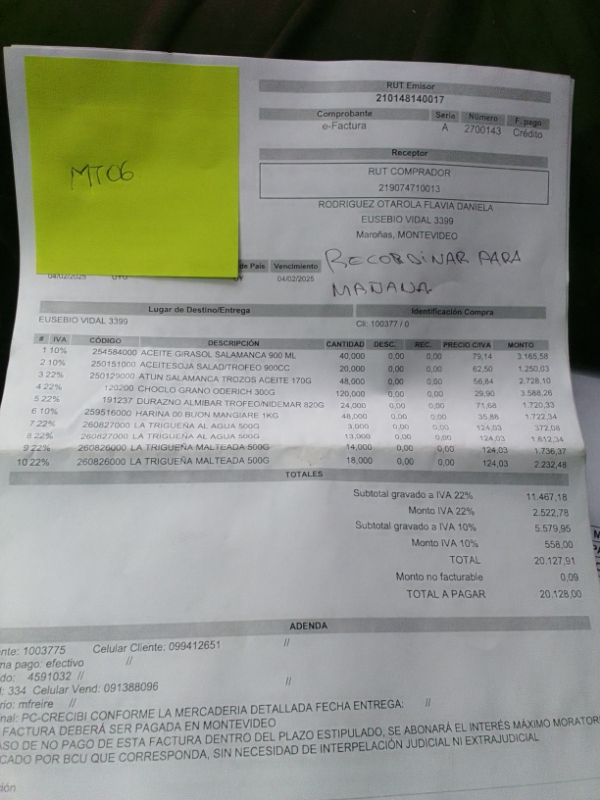 RUT Emisor
210148140017
Comprobante Serie Número F. pago
e-Factura A 2700143 Crédito
MT06
Receptor
RUT COMPRADOR
219074710013
RODRIGUEZ OTAROLA FLAVIA DANIELA
EUSEBIO VIDAL 3399
Maroñas, MONTEVIDEO
de País Vencimiento
04/02/2025 UYU 04/02/2025
RECORDINAR PARA
MAÑANA
Lugar de Destino/Entrega Identificación Compra
EUSEBIO VIDAL 3399 Cli: 100377 / 0
# IVA CÓDIGO DESCRIPCIÓN CANTIDAD DESC. REC. PRECIO C/IVA MONTO
1 10% 254584000 ACEITE GIRASOL SALAMANCA 900 ML 40,000 0,00 0,00 79,14 3.165,58
2 10% 250151000 ACEITESOJA SALAD/TROFEO 900CC 20,000 0,00 0,00 62,50 1.250,03
3 22% 250129000 ATUN SALAMANCA TROZOS ACEITE 170G 48,000 0,00 0,00 56,84 2.728,10
4 22% 120200 CHOCLO GRANO ODERICH 300G 120,000 0,00 0,00 29,90 3.588,26
5 22% 191237 DURAZNO ALMIBAR TROFEO/NIDEMAR 820G 24,000 0,00 0,00 71,68 1.720,33
6 10% 259516000 HARINA 00 BUON MANGIARE 1KG 48,000 0,00 0,00 35,88 1.722,34
7 22% 260827000 LA TRIGUEÑA AL AGUA 500G 3,000 0,00 0,00 124,03 372,08
8 22% 260827000 LA TRIGUEÑA AL AGUA 500G 13,000 0,00 0,00 124,03 1.612,34
9 22% 260826000 LA TRIGUEÑA MALTEADA 500G 14,000 0,00 0,00 124,03 1.736,37
10 22% 260826000 LA TRIGUEÑA MALTEADA 500G 18,000 0,00 0,00 124,03 2.232,48
TOTALES
Subtotal gravado a IVA 22% 11.467,18
Monto IVA 22% 2.522,78
Subtotal gravado a IVA 10% 5.579,95
Monto IVA 10% 558,00
TOTAL 20.127,91
Monto no facturable 0,09
TOTAL A PAGAR 20.128,00
ADENDA
nte: 1003775 Celular Cliente: 099412651 //
na pago: efectivo //
do: 4591032 //
: 334 Celular Vend: 091388096 //
rio: mfreire //
nal: PC-CRECIBI CONFORME LA MERCADERIA DETALLADA FECHA ENTREGA: //
FACTURA DEBERÁ SER PAGADA EN MONTEVIDEO
ASO DE NO PAGO DE ESTA FACTURA DENTRO DEL PLAZO ESTIPULADO, SE ABONARÁ EL INTERÉS MÁXIMO MORATOR
CADO POR BCU QUE CORRESPONDA, SIN NECESIDAD DE INTERPELACIÓN JUDICIAL NI EXTRAJUDICIAL
ción